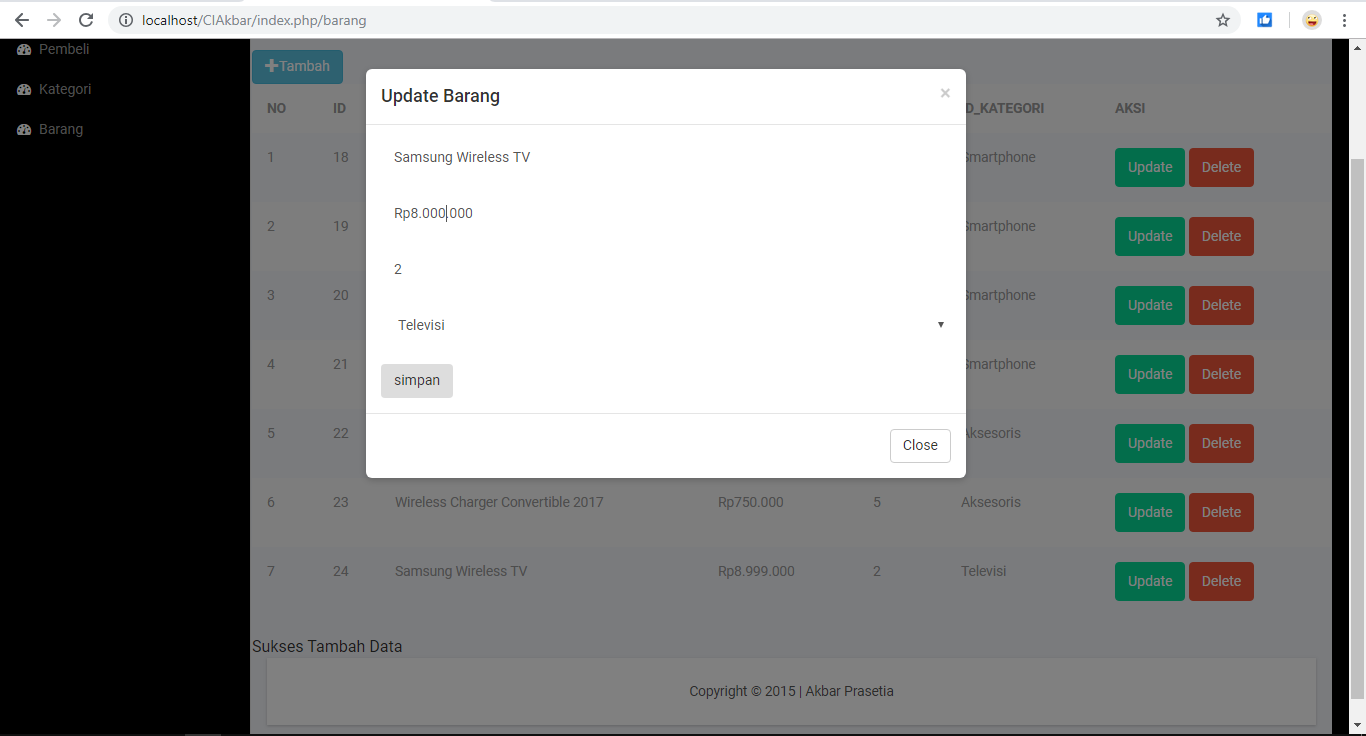 localhost/CIAkbar/index.php/barang
Pembeli
Kategori
Barang
Tambah
NO ID D_KATEGORI AKSI
Update Barang ×
Samsung Wireless TV
Rp8.000.000
2
Televisi
simpan
Close
1 18 Smartphone Update Delete
2 19 Smartphone Update Delete
3 20 Smartphone Update Delete
4 21 Smartphone Update Delete
5 22 Aksesoris Update Delete
6 23 Wireless Charger Convertible 2017 Rp750.000 5 Aksesoris Update Delete
7 24 Samsung Wireless TV Rp8.999.000 2 Televisi Update Delete
Sukses Tambah Data
Copyright © 2015 | Akbar Prasetia